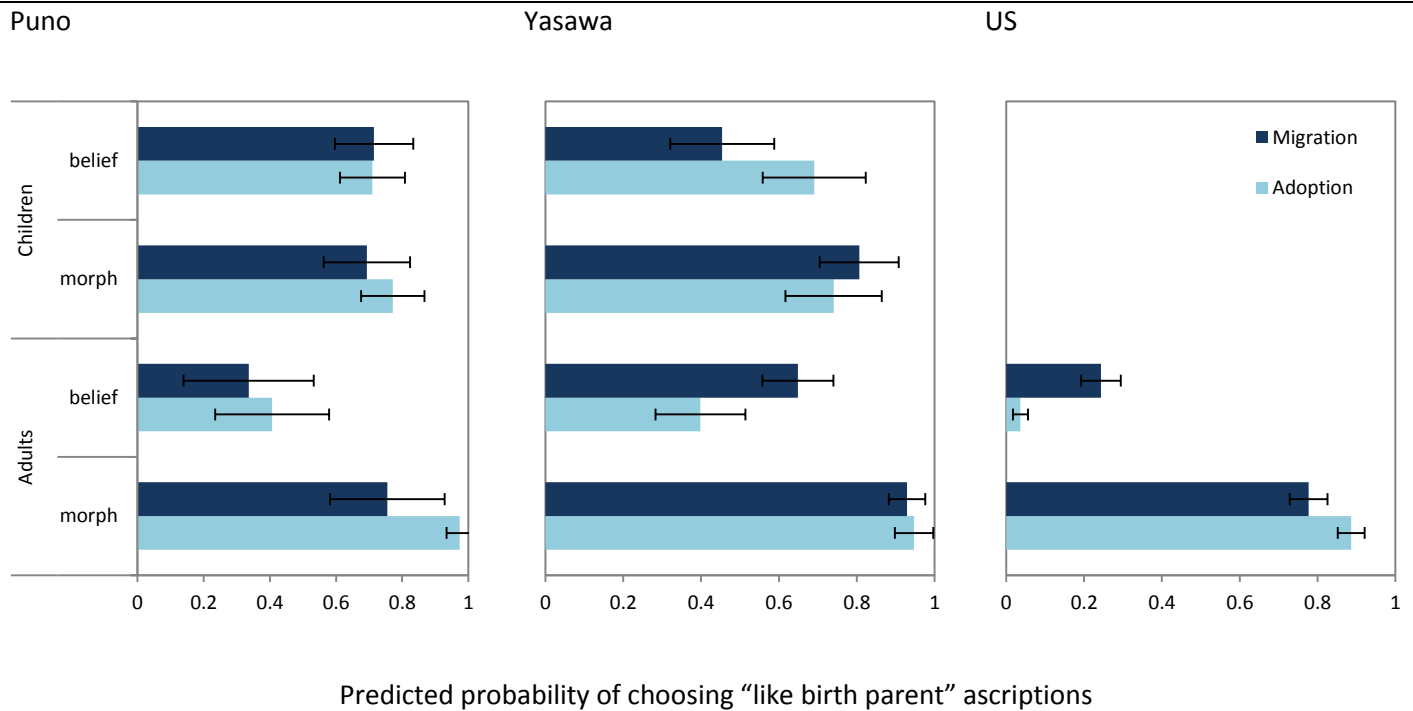 Puno Yasawa US
Migration
Adoption
Children
belief
morph
Adults
belief
morph
0 0.2 0.4 0.6 0.8 1
0 0.2 0.4 0.6 0.8 1
0 0.2 0.4 0.6 0.8 1
Predicted probability of choosing “like birth parent” ascriptions